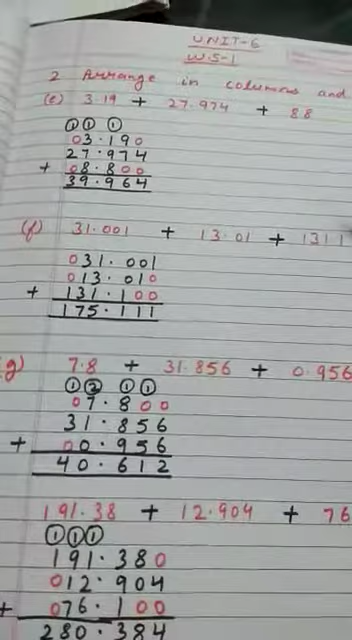 UNIT-6
W.S-1
2 Arrange in columns and
(e) 3.19 + 27.974 + 88
① ① ①
03.190
27.974
+ 08.800
39.964
(f) 31.001 + 13.01 + 1311
031.001
013.010
+ 131.100
175.111
g) 7.8 + 31.856 + 0.956
① ② ① ①
07.800
31.856
+ 00.956
40.612
191.38 + 12.904 + 76
① ① ①
191.380
012.904
+ 076.100
280.384